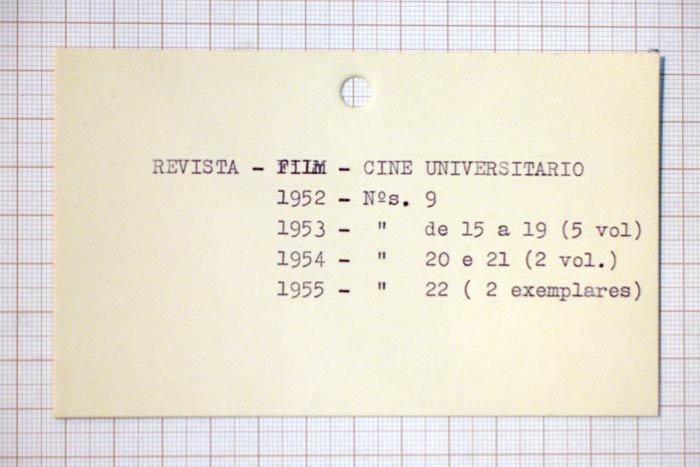 REVISTA - FILM - CINE UNIVERSITARIO
1952 - Nºs. 9
1953 - " de 15 a 19 (5 vol)
1954 - " 20 e 21 (2 vol.)
1955 - " 22 ( 2 exemplares)